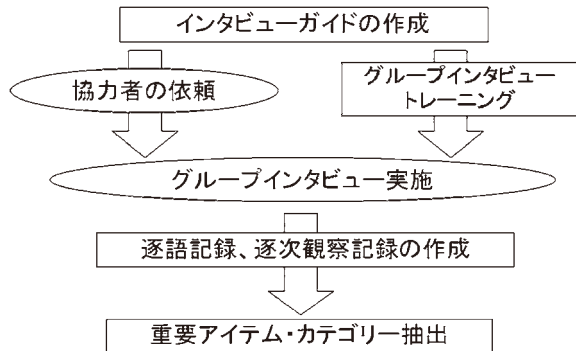 インタビューガイドの作成
協力者の依頼
グループインタビュー
トレーニング
グループインタビュー実施
逐語記録、逐次観察記録の作成
重要アイテム・カテゴリー抽出